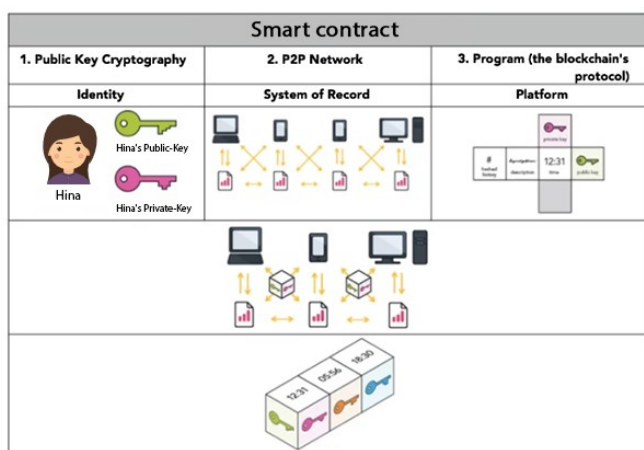 Smart contract
1. Public Key Cryptography
2. P2P Network
3. Program (the blockchain's
protocol)
Identity
System of Record
Platform
Hina's Public-Key
Hina
Hina's Private-Key
private key
#
history
description
12:31
time
public key
12:31
05:56
18:30